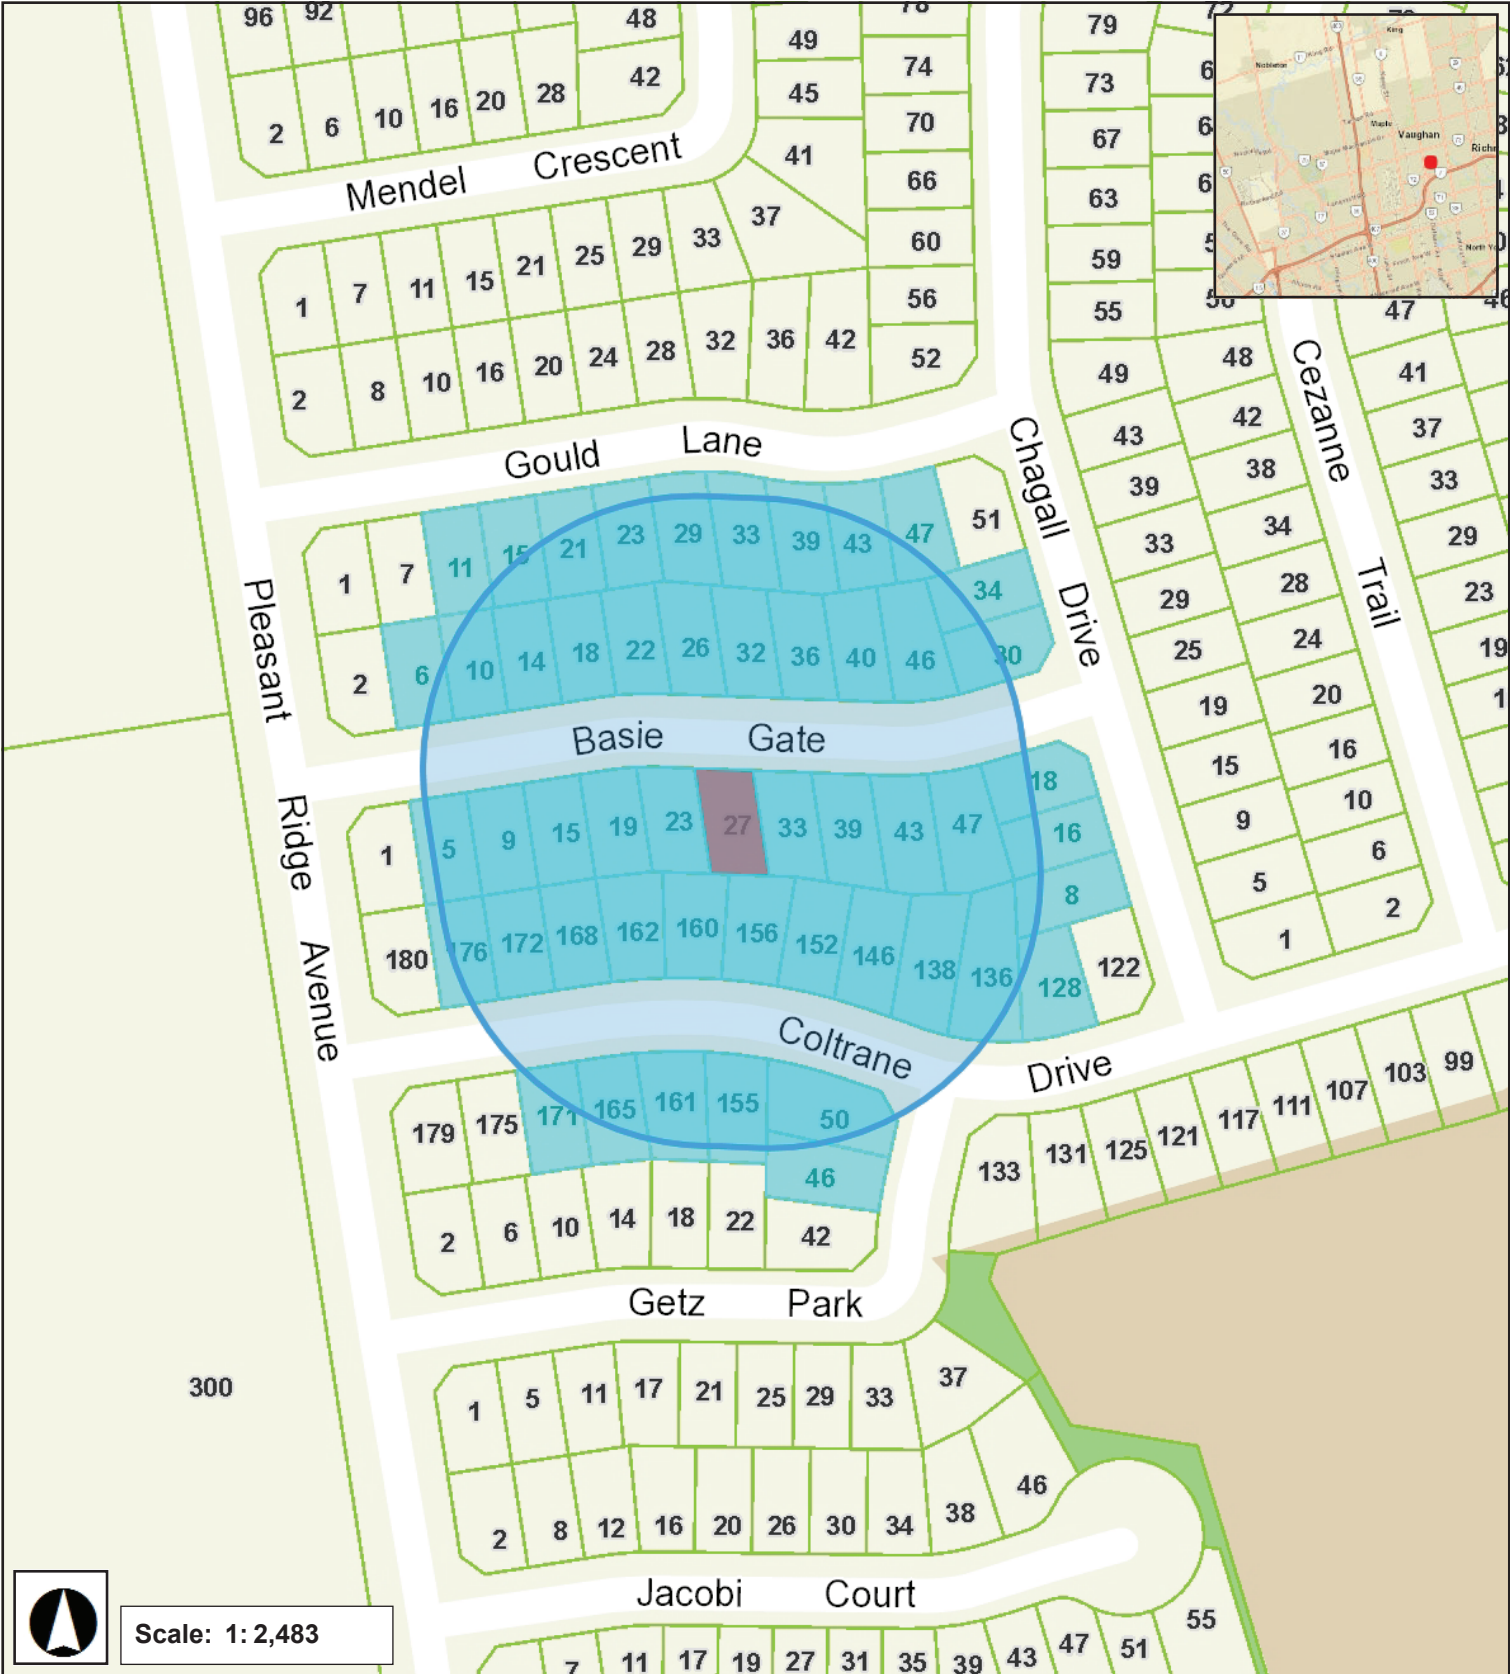 96 92 48 49 78 79 72
2 6 10 16 20 28 42 45 74 73
Mendel Crescent 41 70 67
1 7 11 15 21 25 29 33 37 66 63
60 59
56 55 47 46
2 8 10 16 20 24 28 32 36 42 52 49 48 41
Gould Lane
Chagall Drive
Cezanne Trail
43 42 37
39 38 33
33 34 29
29 28 23
25 24 19
19 20
15 16
9 10
5 6
1 2
1 7 11 15 21 23 29 33 39 43 47 51
34
2 6 10 14 18 22 26 32 36 40 46 30
Pleasant Ridge Avenue
Basie Gate
1 5 9 15 19 23 27 33 39 43 47 18
16
8
180 176 172 168 162 160 156 152 146 138 136 128 122
Coltrane Drive
179 175 171 165 161 155 50
46
133 131 125 121 117 111 107 103 99
2 6 10 14 18 22 42
Getz Park
300
1 5 11 17 21 25 29 33 37
2 8 12 16 20 26 30 34 38 46
Jacobi Court
7 11 17 19 27 31 35 39 43 47 51 55
Scale: 1: 2,483
King
Nobleton
Maple
Vaughan
Richm
North Yo